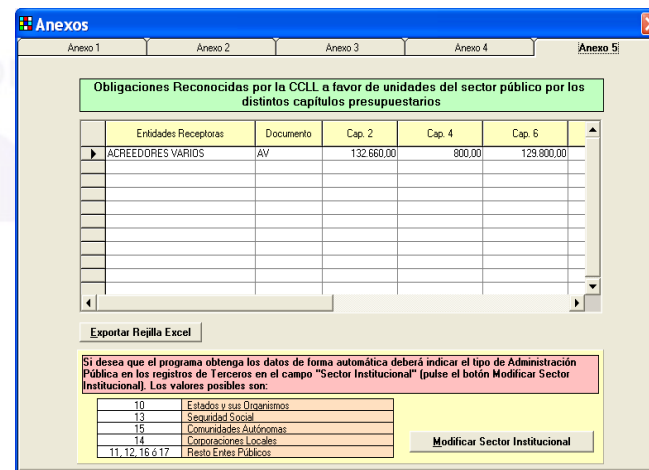 Anexos
Anexo 1 Anexo 2 Anexo 3 Anexo 4 Anexo 5
Obligaciones Reconocidas por la CCLL a favor de unidades del sector público por los
distintos capítulos presupuestarios
Entidades Receptoras Documento Cap. 2 Cap. 4 Cap. 6
ACREEDORES VARIOS AV 132.660,00 800,00 129.800,00
Exportar Rejilla Excel
Si desea que el programa obtenga los datos de forma automática deberá indicar el tipo de Administración
Pública en los registros de Terceros en el campo "Sector Institucional" (pulse el botón Modificar Sector
Institucional). Los valores posibles son:
10 Estados y sus Organismos
13 Seguridad Social
15 Comunidades Autónomas
14 Corporaciones Locales
11, 12, 16 ó 17 Resto Entes Públicos
Modificar Sector Institucional